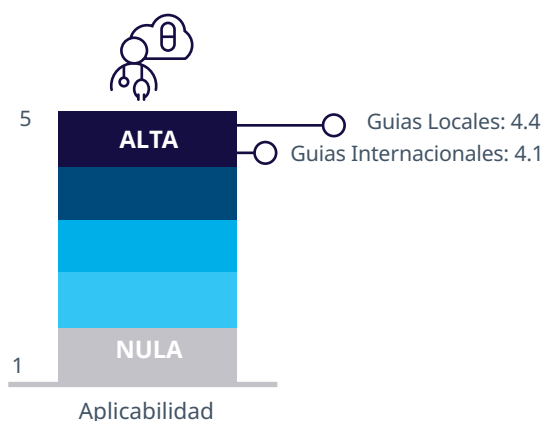 5
ALTA
Guias Locales: 4.4
Guias Internacionales: 4.1
NULA
1
Aplicabilidad